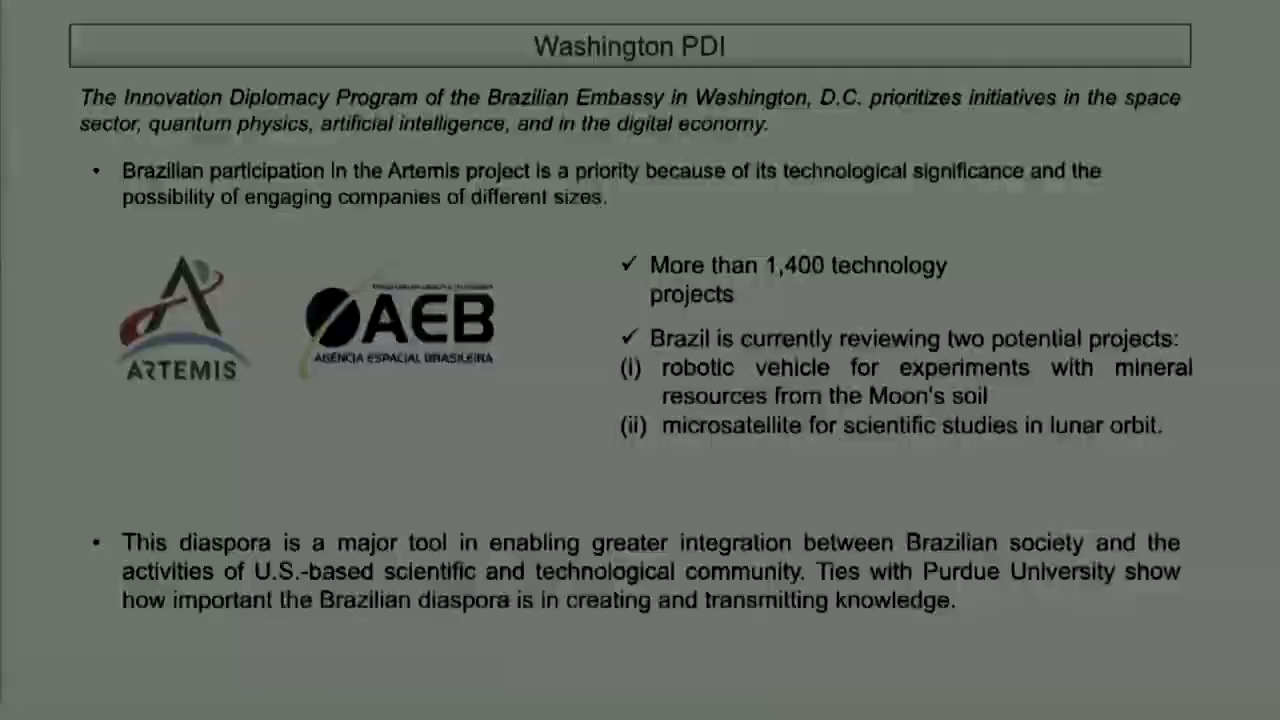 Washington PDI
The Innovation Diplomacy Program of the Brazilian Embassy in Washington, D.C. prioritizes initiatives in the space
sector, quantum physics, artificial intelligence, and in the digital economy.
• Brazilian participation in the Artemis project is a priority because of its technological significance and the
possibility of engaging companies of different sizes.
ARTEMIS
AEB
AGÊNCIA ESPACIAL BRASILEIRA
✓ More than 1,400 technology
projects
✓ Brazil is currently reviewing two potential projects:
(i) robotic vehicle for experiments with mineral
resources from the Moon's soil
(ii) microsatellite for scientific studies in lunar orbit.
• This diaspora is a major tool in enabling greater integration between Brazilian society and the
activities of U.S.-based scientific and technological community. Ties with Purdue University show
how important the Brazilian diaspora is in creating and transmitting knowledge.